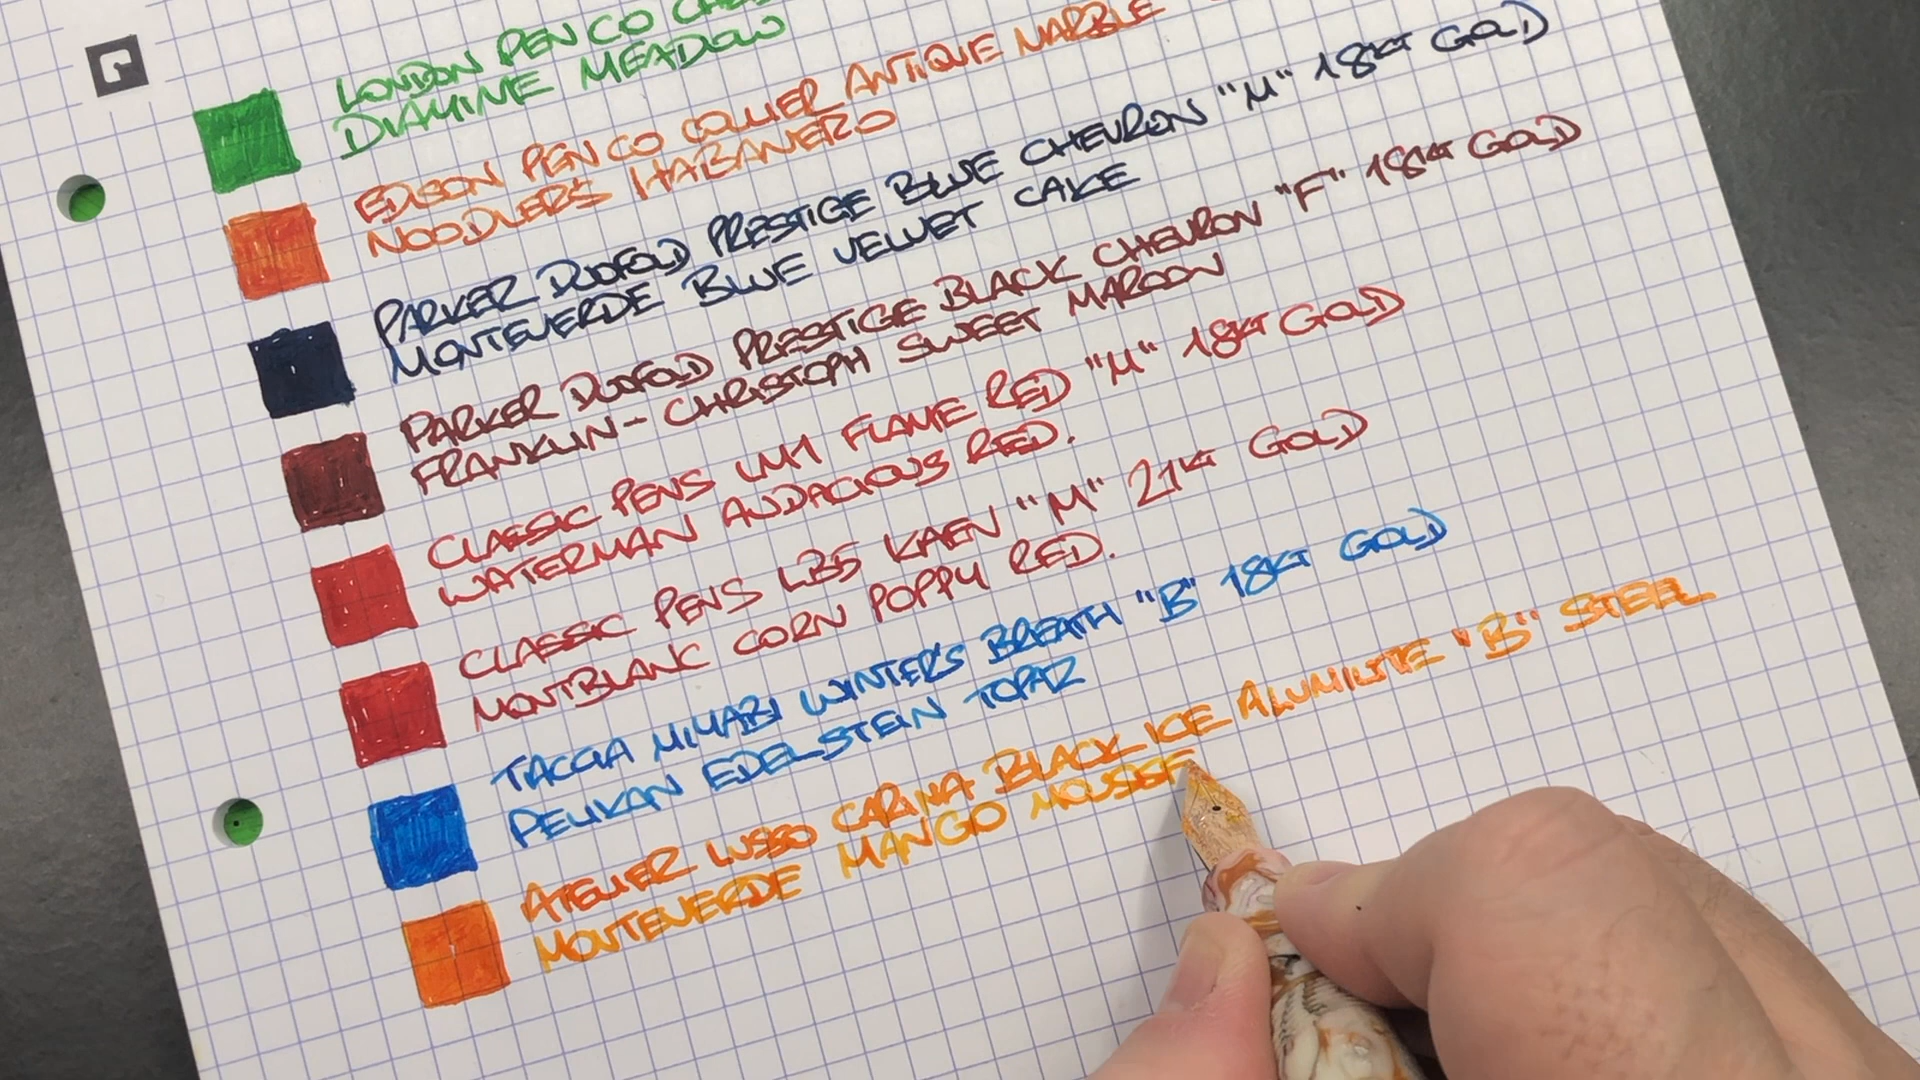 LONDON PEN CO
DIAMINE MEADOW
EDISON PEN CO COLLIER ANTIQUE MARBLE
NOODLER'S HABANERO
PARKER DUOFOLD PRESTIGE BLUE CHEVRON "M" 18KT GOLD
MONTEVERDE BLUE VELVET CAKE
PARKER DUOFOLD PRESTIGE BLACK CHEVRON "F" 18KT GOLD
FRANKLIN-CHRISTOPH SWEET MAROON
CLASSIC PENS LM1 FLAME RED "M" 18KT GOLD
WATERMAN AUDACIOUS RED.
CLASSIC PENS LB5 KAEN "M" 21KT GOLD
MONTBLANC CORN POPPY RED.
TACCIA MIYABI WINTER'S BREATH "B" 18KT GOLD
PELIKAN EDELSTEIN TOPAZ
ATELIER LUSSO CARINA BLACK ICE ALUMILITE "B" STEEL
MONTEVERDE MANGO MOUSSE